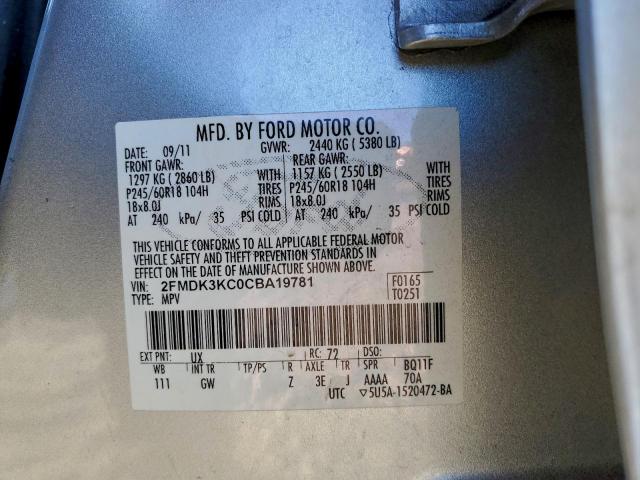 MFD. BY FORD MOTOR CO.
DATE: 09/11 GVWR: 2440 KG ( 5380 LB)
FRONT GAWR: REAR GAWR:
1297 KG ( 2860 LB) WITH 1157 KG ( 2550 LB) WITH
P245/60R18 104H TIRES P245/60R18 104H TIRES
18x8.0J RIMS 18x8.0J RIMS
AT 240 kPa/ 35 PSI COLD AT 240 kPa/ 35 PSI COLD
THIS VEHICLE CONFORMS TO ALL APPLICABLE FEDERAL MOTOR
VEHICLE SAFETY AND THEFT PREVENTION STANDARDS IN
EFFECT ON THE DATE OF MANUFACTURE SHOWN ABOVE.
VIN: 2FMDK3KC0CBA19781 F0165
TYPE: MPV T0251
EXT PNT: UX RC: 72 DSO:
WB INT TR TP/PS R AXLE TR SPR BQ11F
111 GW Z 3E J AAAA 70A
UTC ▽5U5A-1520472-BA